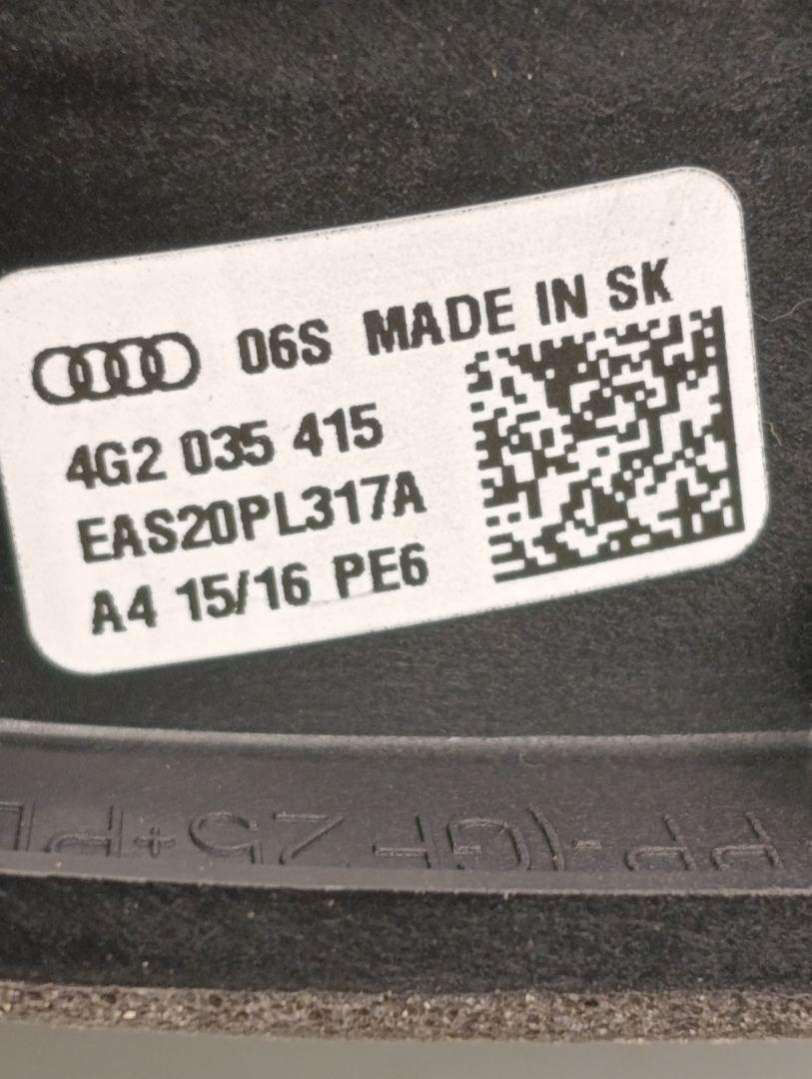 06S MADE IN SK
4G2 035 415
EAS20PL317A
A4 15/16 PE6